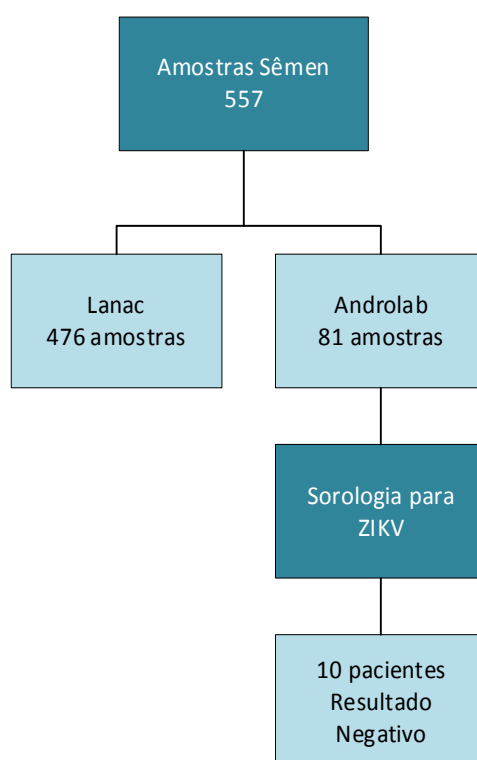 Amostras Sêmen
557
Lanac
476 amostras
Androlab
81 amostras
Sorologia para
ZIKV
10 pacientes
Resultado
Negativo